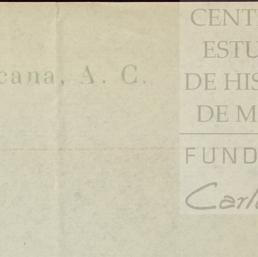 CENT
ESTU
DE HIS
DE M
cana, A. C.
FUND
Carl